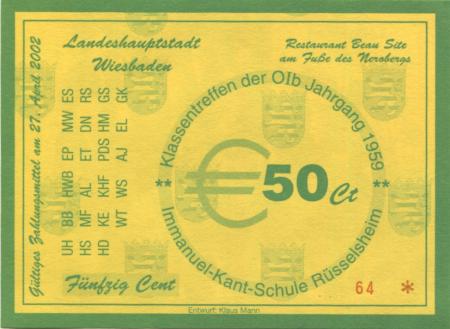 Gültiges Zahlungsmittel am 27. April 2002
Landeshauptstadt
Wiesbaden
Restaurant Beau Site
am Fuße des Nerobergs
UH BB HWB EP MW ES
HS MF AL ET DN RS
HD KE KHF PDS HM GS
WT WS AJ EL GK
Klassentreffen der OIb Jahrgang 1959
** €50 Ct **
Immanuel-Kant-Schule Rüsselsheim
Fünfzig Cent
64 *
Entwurf: Klaus Mann